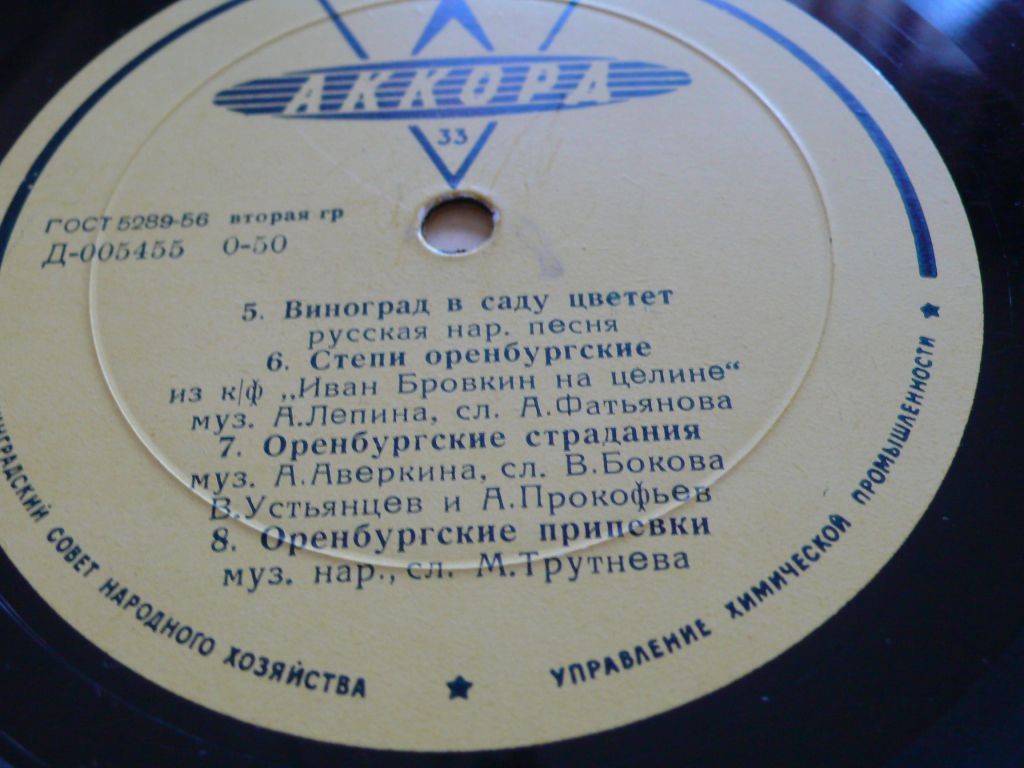 АККОРД
33
ГОСТ 5289-56 вторая гр
Д-005455 0-50
5. Виноград в саду цветет
русская нар. песня
6. Степи оренбургские
из к/ф „Иван Бровкин на целине“
муз. А.Лепина, сл. А.Фатьянова
7. Оренбургские страдания
муз. А.Аверкина, сл. В.Бокова
В.Устьянцев и А.Прокофьев
8. Оренбургские припевки
муз. нар., сл. М.Трутнева
СОВЕТ НАРОДНОГО ХОЗЯЙСТВА ★ УПРАВЛЕНИЕ ХИМИЧЕСКОЙ ПРОМЫШЛЕННОСТИ ★